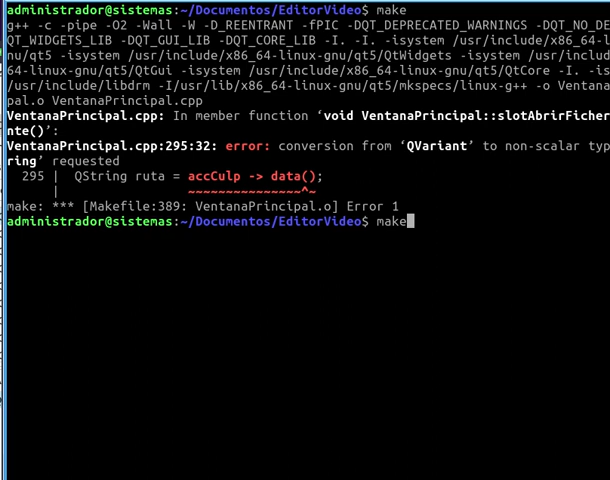 administrador@sistemas:~/Documentos/EditorVideo$ make
g++ -c -pipe -O2 -Wall -W -D_REENTRANT -fPIC -DQT_DEPRECATED_WARNINGS -DQT_NO_DE
QT_WIDGETS_LIB -DQT_GUI_LIB -DQT_CORE_LIB -I. -I. -isystem /usr/include/x86_64-l
nu/qt5 -isystem /usr/include/x86_64-linux-gnu/qt5/QtWidgets -isystem /usr/includ
64-linux-gnu/qt5/QtGui -isystem /usr/include/x86_64-linux-gnu/qt5/QtCore -I. -is
/usr/include/libdrm -I/usr/lib/x86_64-linux-gnu/qt5/mkspecs/linux-g++ -o Ventana
pal.o VentanaPrincipal.cpp
VentanaPrincipal.cpp: In member function ‘void VentanaPrincipal::slotAbrirFicher
nte()’:
VentanaPrincipal.cpp:295:32: error: conversion from ‘QVariant’ to non-scalar typ
ring’ requested
295 | QString ruta = accCulp -> data();
| ~~~~~~~~~~~~~~~^~
make: *** [Makefile:389: VentanaPrincipal.o] Error 1
administrador@sistemas:~/Documentos/EditorVideo$ make